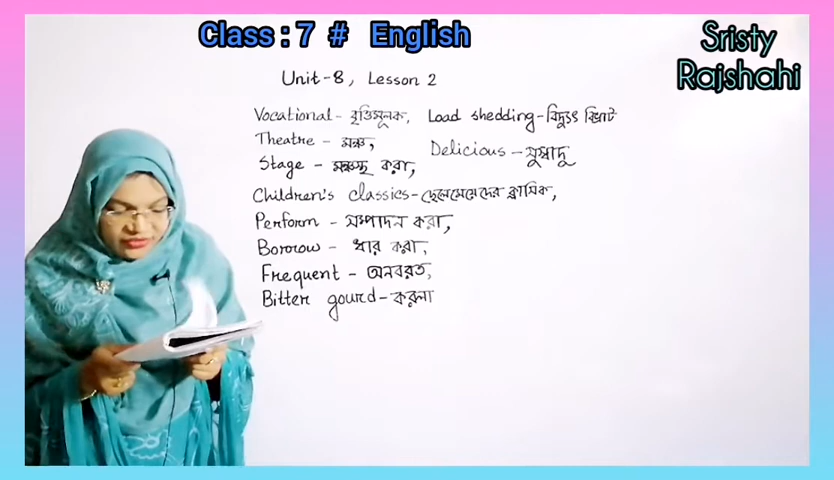 Class : 7 # English
Sristy
Rajshahi
Unit-8, Lesson 2
Vocational - বৃত্তিমূলক, Load shedding - বিদ্যুৎ বিভ্রাট
Theatre - মঞ্চ, Delicious - সুস্বাদু
Stage - মঞ্চস্থ করা,
Children's classics - ছেলেমেয়েদের ক্লাসিক,
Perform - সম্পাদন করা,
Borrow - ধার করা,
Frequent - অনবরত,
Bitter gourd - করলা